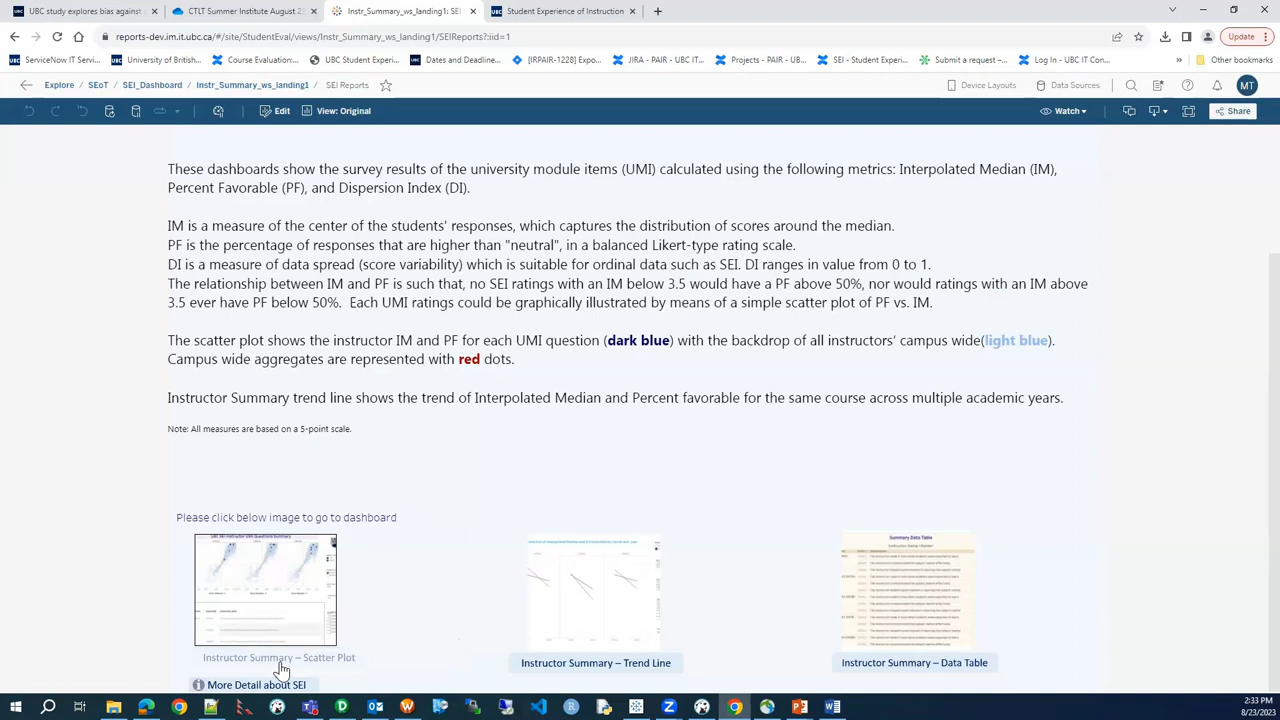 UBC study explores bias against
CTLT Summer Institute August 22
Instr_Summary_ws_landing1: SEI
Student Experience of Instruction
reports-dev.im.it.ubc.ca/#/site/StudentEval/views/Instr_Summary_ws_landing1/SEIReports?:iid=1
Update
ServiceNow IT Servic...
University of British...
Course Evaluation:...
UBC Student Experi...
Dates and Deadline...
[IRPAIR-1228] Expo...
JIRA - PAIR - UBC IT...
Projects - PAIR - UB...
SEI - Student Experi...
Submit a request –...
Log In - UBC IT Con...
Other bookmarks
Explore SEoT SEI_Dashboard Instr_Summary_ws_landing1 SEI Reports
Device Layouts Data Sources MT
Edit View: Original Watch Share
These dashboards show the survey results of the university module items (UMI) calculated using the following metrics: Interpolated Median (IM),
Percent Favorable (PF), and Dispersion Index (DI).
IM is a measure of the center of the students' responses, which captures the distribution of scores around the median.
PF is the percentage of responses that are higher than "neutral", in a balanced Likert-type rating scale.
DI is a measure of data spread (score variability) which is suitable for ordinal data such as SEI. DI ranges in value from 0 to 1.
The relationship between IM and PF is such that, no SEI ratings with an IM below 3.5 would have a PF above 50%, nor would ratings with an IM above
3.5 ever have PF below 50%. Each UMI ratings could be graphically illustrated by means of a simple scatter plot of PF vs. IM.
The scatter plot shows the instructor IM and PF for each UMI question (dark blue) with the backdrop of all instructors' campus wide(light blue).
Campus wide aggregates are represented with red dots.
Instructor Summary trend line shows the trend of Interpolated Median and Percent favorable for the same course across multiple academic years.
Note: All measures are based on a 5-point scale.
Please click below image to go to dashboard
Summary Data Table
Instructor Summary – Scatter Plot
Instructor Summary – Trend Line
Instructor Summary – Data Table
More Detail about SEI
2:33 PM
8/23/2023